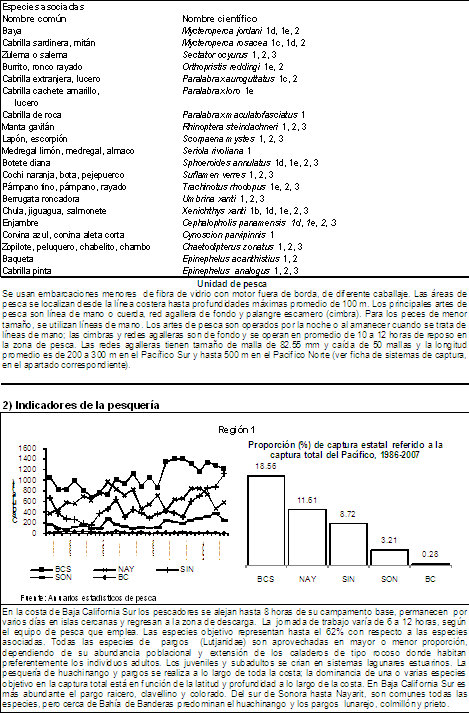 Especies asociadas
Nombre común Nombre científico
Baya Mycteroperca jordani 1d, 1e, 2
Cabrilla sardinera, mitán Mycteroperca rosacea 1c, 1d, 2
Zulema o salema Sectator ocyurus 1, 2, 3
Burrito, ronco rayado Orthopristis reddingi 1e, 2
Cabrilla extranjera, lucero Paralabrax auroguttatus 1c, 2
Cabrilla cachete amarillo, Paralabrax loro 1e
lucero
Cabrilla de roca Paralabrax maculatofasciatus 1
Manta gavilán Rhinoptera steindachneri 1, 2, 3
Lapón, escorpión Scorpaena mystes 1, 2, 3
Medregal limón, medregal, almaco Seriola rivoliana 1
Botete diana Sphoeroides annulatus 1d, 1e, 2, 3
Cochi naranja, bota, pejepuerco Suflamen verres 1, 2, 3
Pámpano fino, pámpano, rayado Trachinotus rhodopus 1e, 2, 3
Berrugata roncadora Umbrina xanti 1, 2, 3
Chula, jiguagua, salmonete Xenichthys xanti 1b, 1d, 1e, 2, 3
Enjambre Cephalopholis panamensis 1d, 1e, 2, 3
Corvina azul, corvina aleta corta Cynoscion parvipinnis 1
Zopilote, peluquero, chabelito, chambo Chaetodipterus zonatus 1, 2, 3
Baqueta Epinephelus acanthistius 1, 2
Cabrilla pinta Epinephelus analogus 1, 2, 3
Unidad de pesca
Se usan embarcaciones menores de fibra de vidrio con motor fuera de borda, de diferente caballaje. Las áreas de
pesca se localizan desde la línea costera hasta profundidades máximas promedio de 100 m. Los principales artes de
pesca son línea de mano o cuerda, red agallera de fondo y palangre escamero (cimbra). Para los peces de menor
tamaño, se utilizan líneas de mano. Los artes de pesca son operados por la noche o al amanecer cuando se trata de
líneas de mano; las cimbras y redes agalleras son de fondo y se operan en promedio de 10 a 12 horas de reposo en
la zona de pesca. Las redes agalleras tienen tamaño de malla de 82.55 mm y caída de 50 mallas y la longitud
promedio es de 200 a 300 m en el Pacífico Sur y hasta 500 m en el Pacífico Norte (ver ficha de sistemas de captura,
en el apartado correspondiente).
2) Indicadores de la pesquería
Región 1
1600
1400
1200
1000
800
600
400
200
0
BCS NAY SIN
SON BC
Fuente: Anuarios estadísticos de pesca
Proporción (%) de captura estatal referido a la
captura total del Pacífico, 1986-2007
18.56
11.61
8.72
3.21
0.28
BCS NAY SIN SON BC
En la costa de Baja California Sur los pescadores se alejan hasta 8 horas de su campamento base, permanecen por
varios días en islas cercanas y regresan a la zona de descarga. La jornada de trabajo varía de 6 a 12 horas, según
el equipo de pesca que emplea. Las especies objetivo representan hasta el 62% con respecto a las especies
asociadas. Todas las especies de pargos (Lutjanidae) son aprovechadas en mayor o menor proporción,
dependiendo de su abundancia poblacional y extensión de los caladeros de tipo rocoso donde habitan
preferentemente los individuos adultos. Los juveniles y subadultos se crían en sistemas lagunares estuarinos. La
pesquería de huachinango y pargos se realiza a lo largo de toda la costa; la dominancia de una o varias especies
objetivo en la captura total está en función de la latitud y profundidad a lo largo de la costa. En Baja California Sur es
más abundante el pargo raicero, clavellino y colorado. Del sur de Sonora hasta Nayarit, son comunes todas las
especies, pero cerca de Bahía de Banderas predominan el huachinango y los pargos lunarejo, colmillón y prieto.